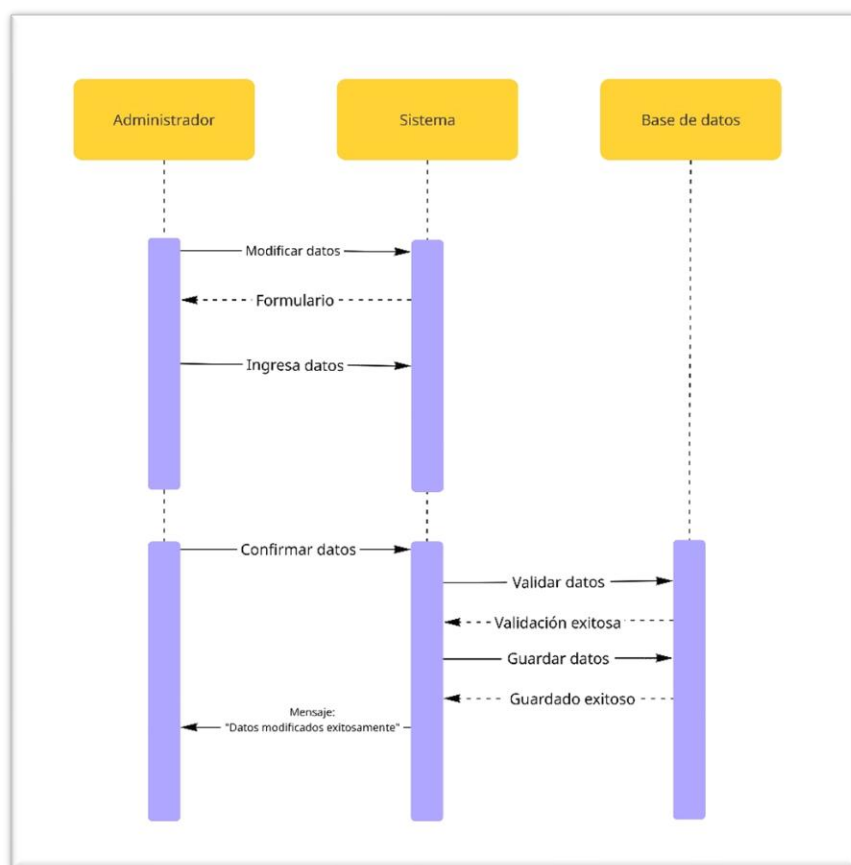 Administrador
Sistema
Base de datos
Modificar datos
Formulario
Ingresa datos
Confirmar datos
Validar datos
Validación exitosa
Guardar datos
Guardado exitoso
Mensaje:
"Datos modificados exitosamente"